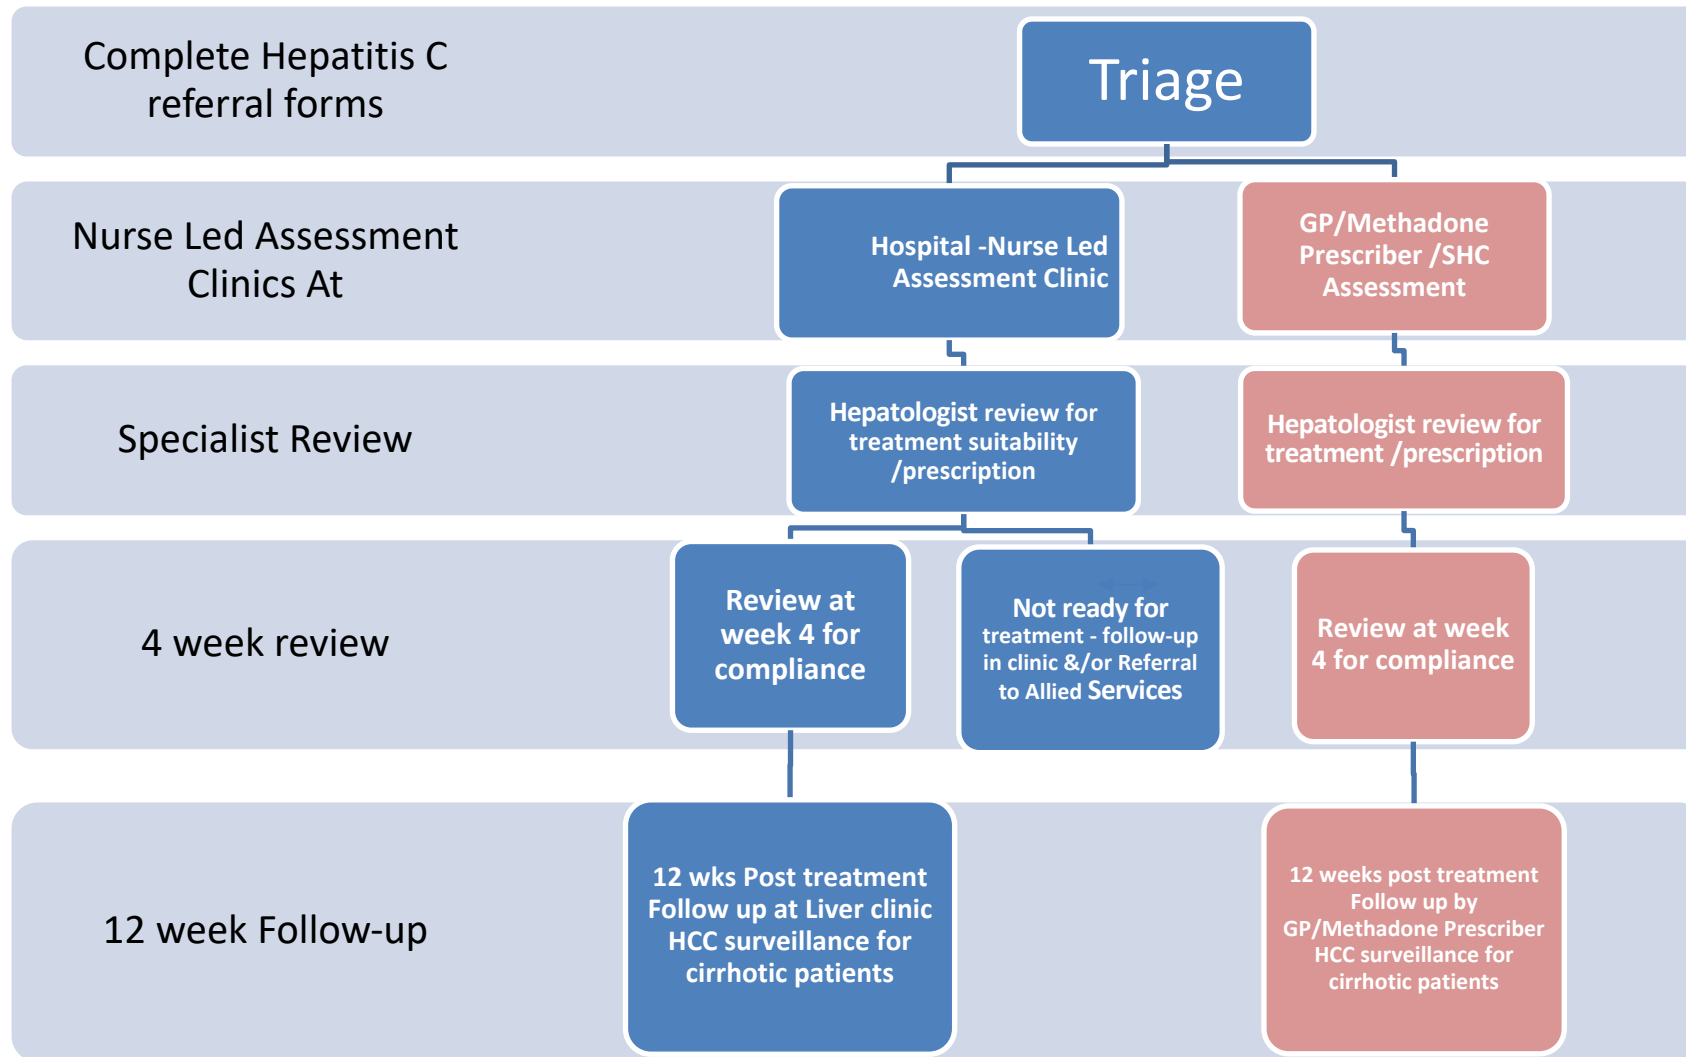 Complete Hepatitis C
referral forms
Triage
Nurse Led Assessment
Clinics At
Hospital -Nurse Led
Assessment Clinic
GP/Methadone
Prescriber /SHC
Assessment
Specialist Review
Hepatologist review for
treatment suitability
/prescription
Hepatologist review for
treatment /prescription
4 week review
Review at
week 4 for
compliance
Not ready for
treatment - follow-up
in clinic &/or Referral
to Allied Services
Review at week
4 for compliance
12 week Follow-up
12 wks Post treatment
Follow up at Liver clinic
HCC surveillance for
cirrhotic patients
12 weeks post treatment
Follow up by
GP/Methadone Prescriber
HCC surveillance for
cirrhotic patients